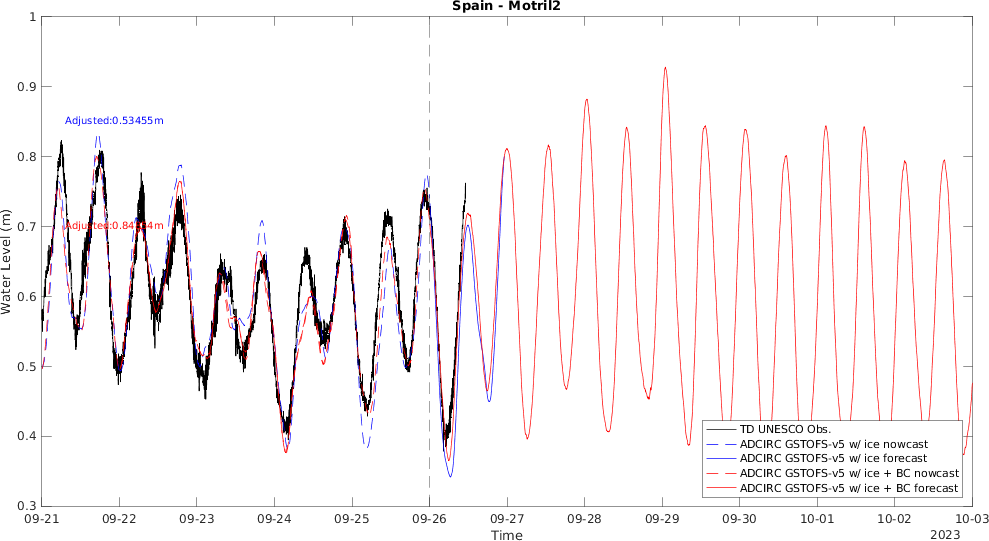 Spain - Motril2
1
0.9
0.8
0.7
0.6
0.5
0.4
0.3
Water Level (m)
Adjusted:0.53455m
09-21
09-22
09-23
09-24
09-25
09-26
09-27
09-28
09-29
09-30
10-01
10-02
10-03
Time
2023
TD UNESCO Obs.
ADCIRC GSTOFS-v5 w/ ice nowcast
ADCIRC GSTOFS-v5 w/ ice forecast
ADCIRC GSTOFS-v5 w/ ice + BC nowcast
ADCIRC GSTOFS-v5 w/ ice + BC forecast